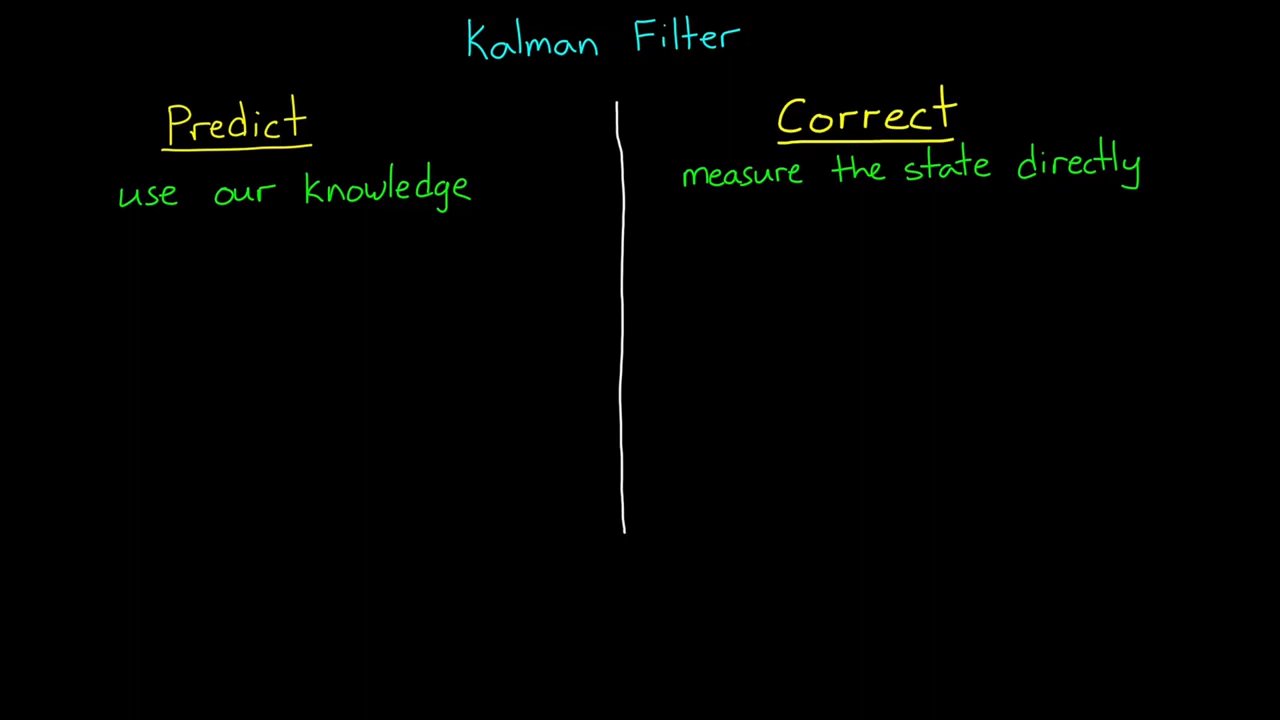 Kalman Filter
Predict
use our knowledge
Correct
measure the state directly